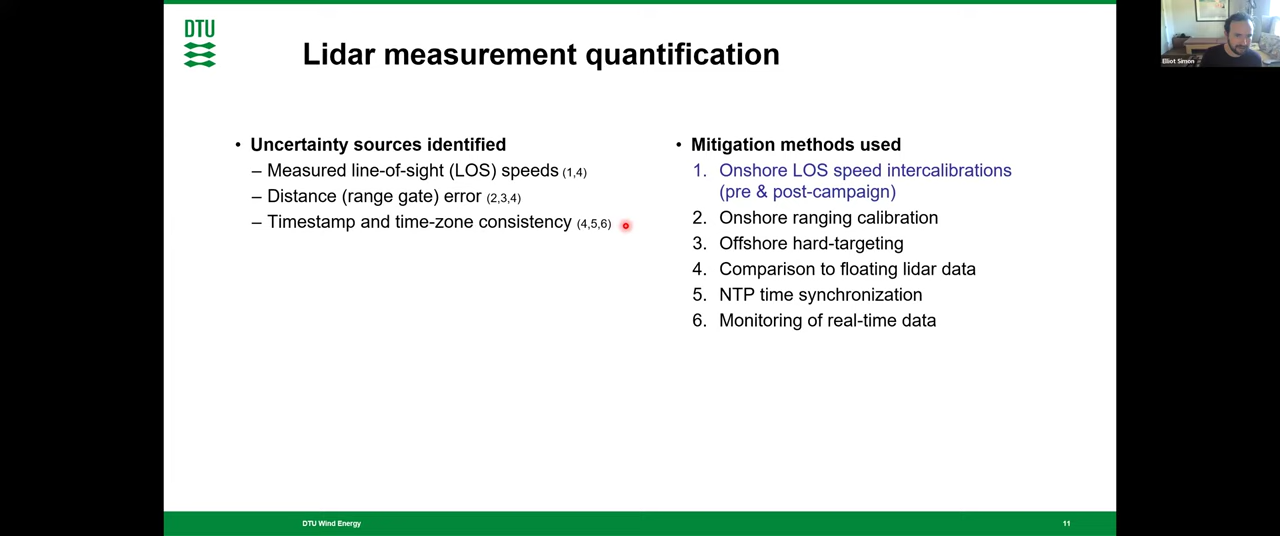 DTU
Lidar measurement quantification
• Uncertainty sources identified
– Measured line-of-sight (LOS) speeds (1,4)
– Distance (range gate) error (2,3,4)
– Timestamp and time-zone consistency (4,5,6)
• Mitigation methods used
1. Onshore LOS speed intercalibrations
(pre & post-campaign)
2. Onshore ranging calibration
3. Offshore hard-targeting
4. Comparison to floating lidar data
5. NTP time synchronization
6. Monitoring of real-time data
Elliot Simon
DTU Wind Energy
11